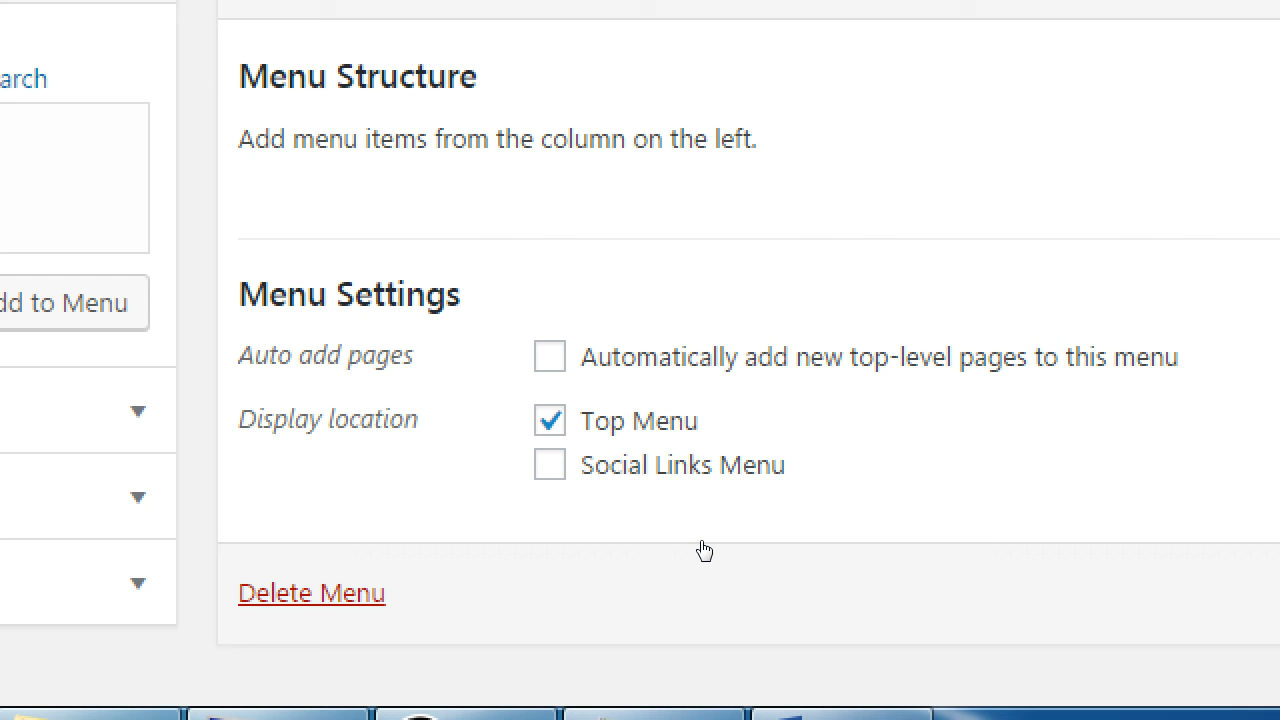 arch
dd to Menu
Menu Structure
Add menu items from the column on the left.
Menu Settings
Auto add pages
Automatically add new top-level pages to this menu
Display location
Top Menu
Social Links Menu
Delete Menu